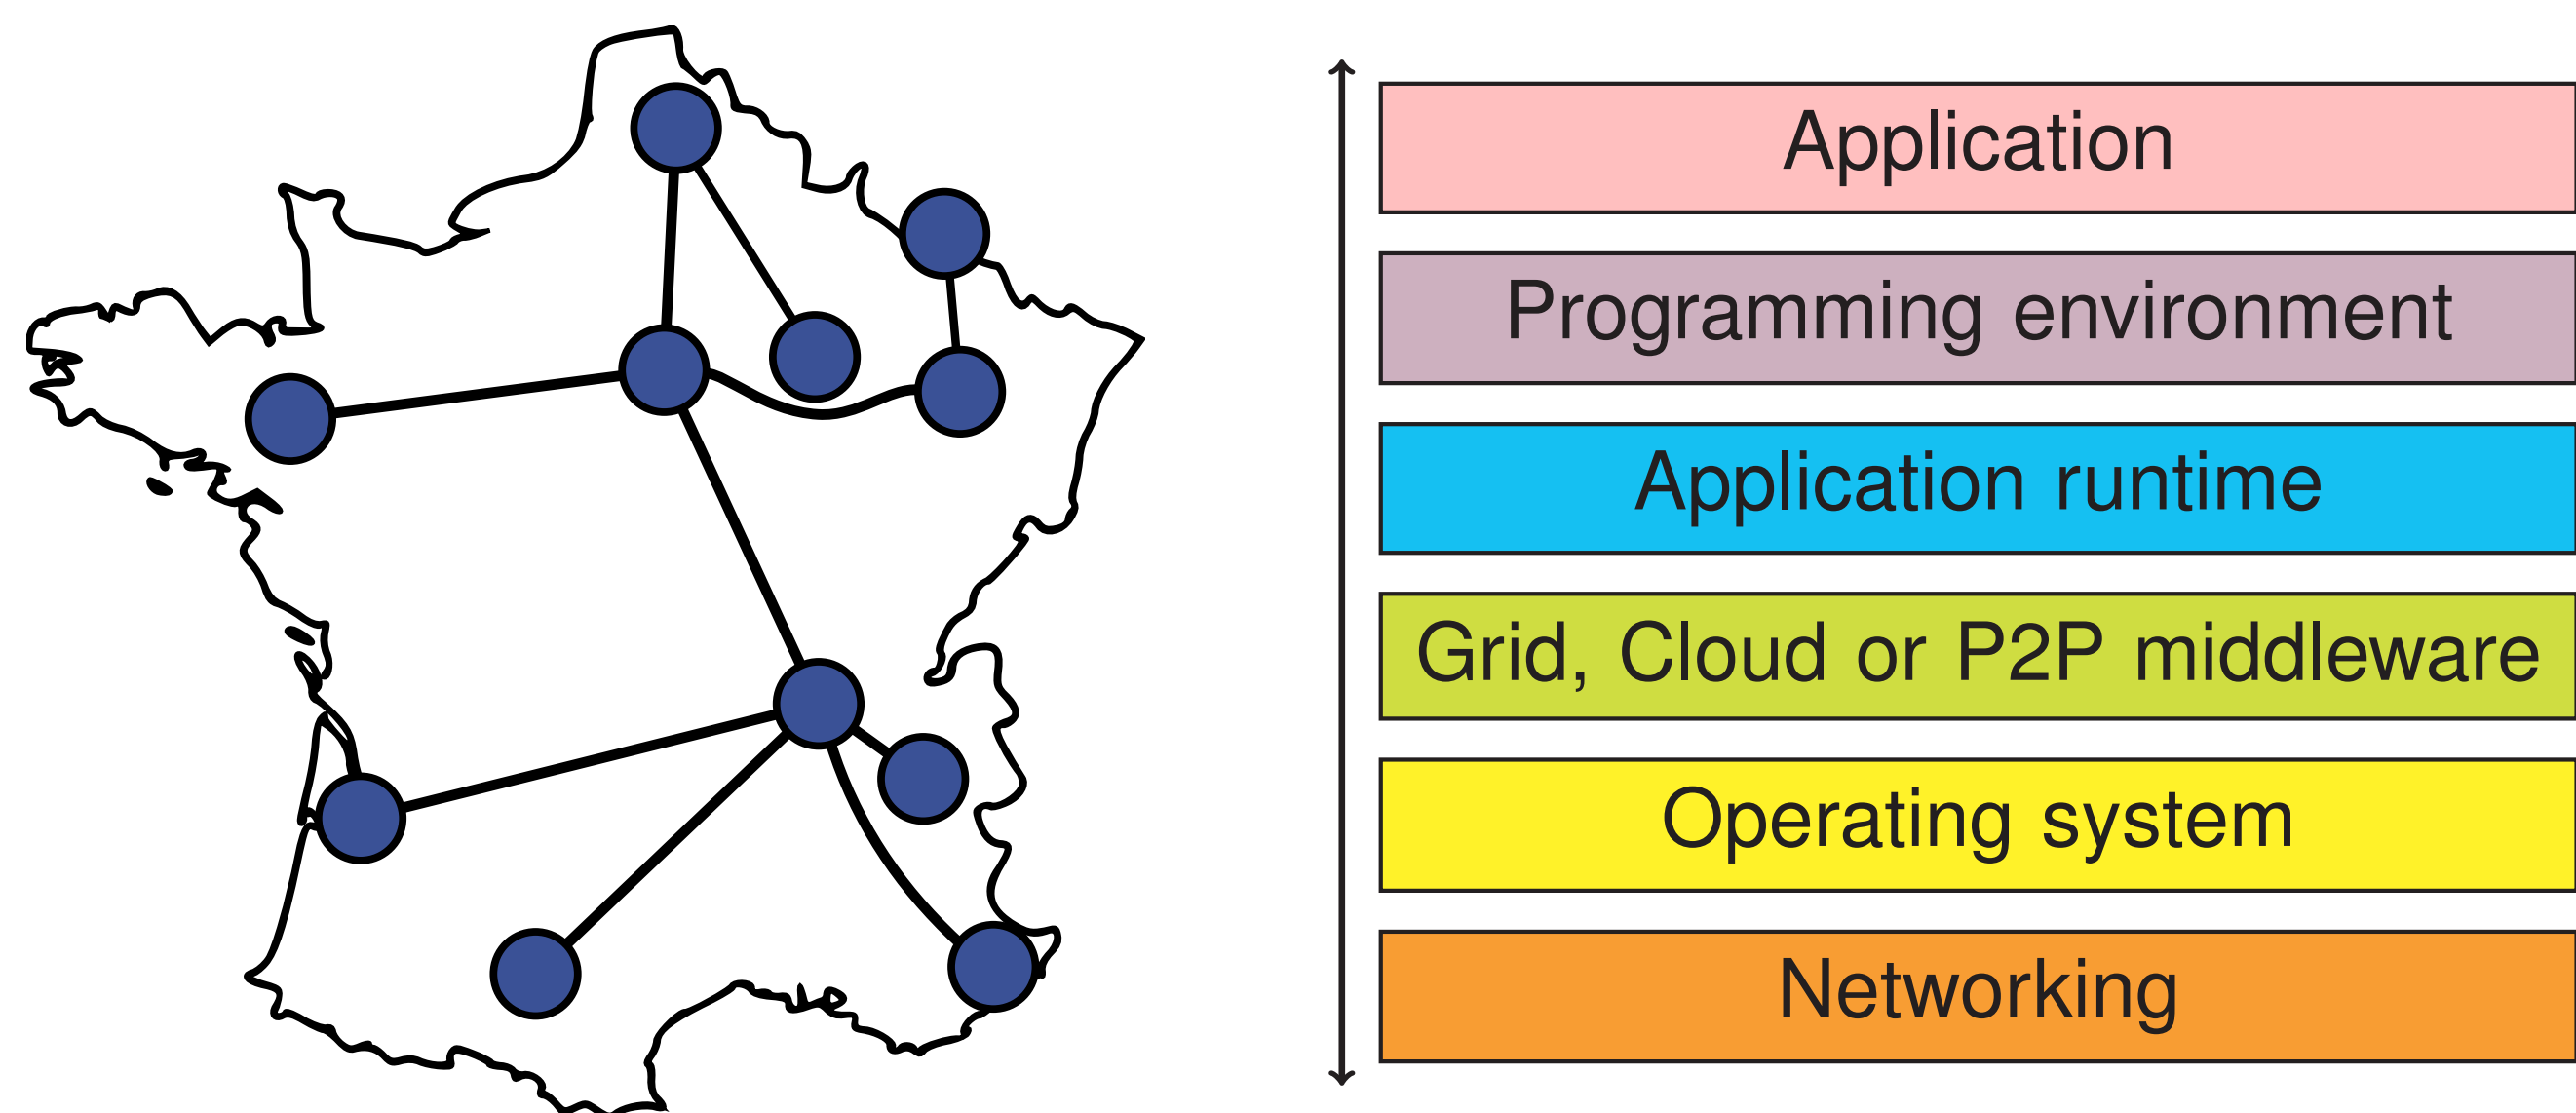 Application
Programming environment
Application runtime
Grid, Cloud or P2P middleware
Operating system
Networking